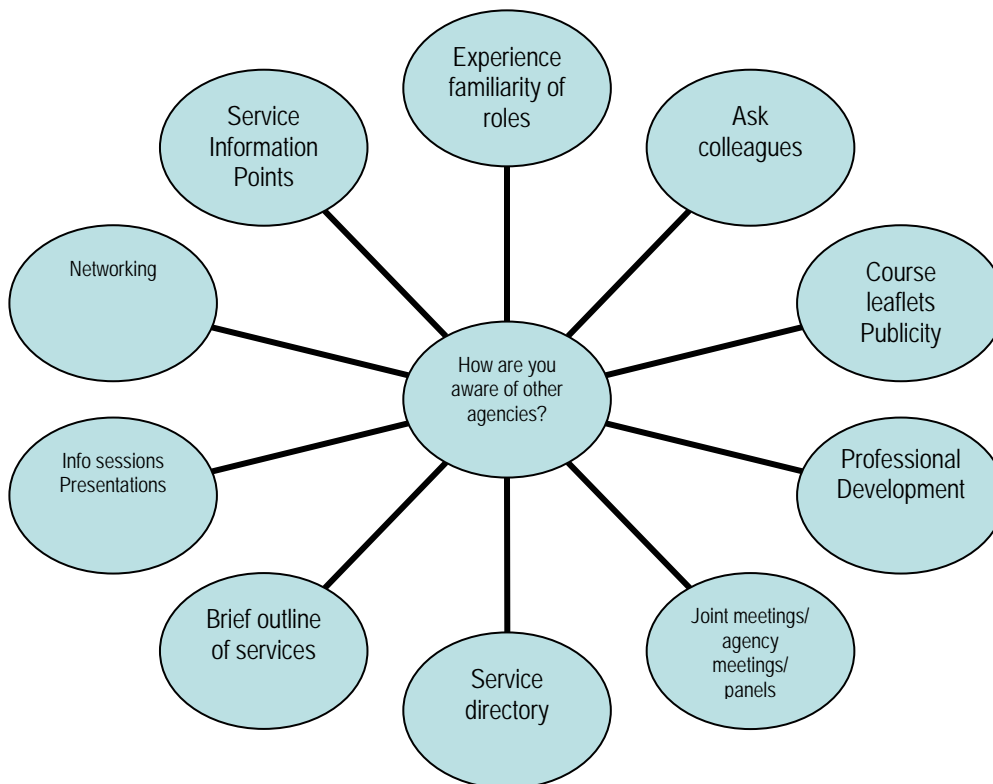 Experience
familiarity of
roles
Service
Information
Points
Ask
colleagues
Networking
Course
leaflets
Publicity
How are you
aware of other
agencies?
Info sessions
Presentations
Professional
Development
Brief outline
of services
Joint meetings/
agency
meetings/
panels
Service
directory